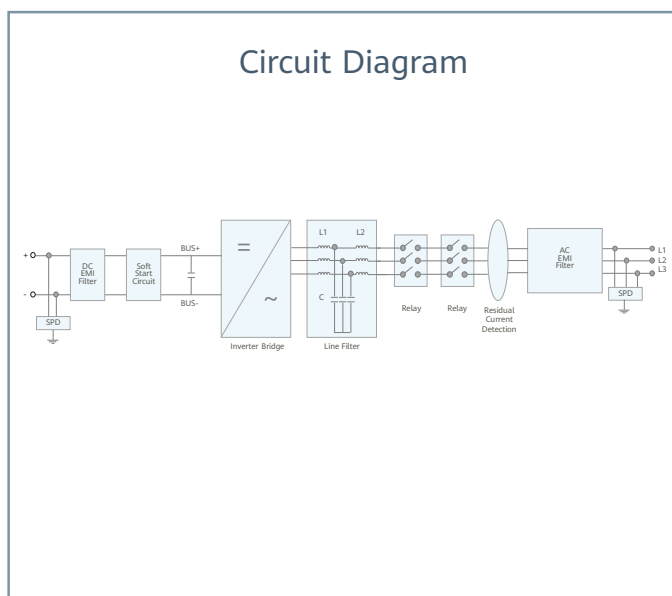 Circuit Diagram
+
-
SPD
DC
EMI
Filter
Soft
Start
Circuit
BUS+
BUS-
=
~
Inverter Bridge
L1
L2
C
Line Filter
Relay
Relay
Residual
Current
Detection
AC
EMI
Filter
L1
L2
L3
SPD